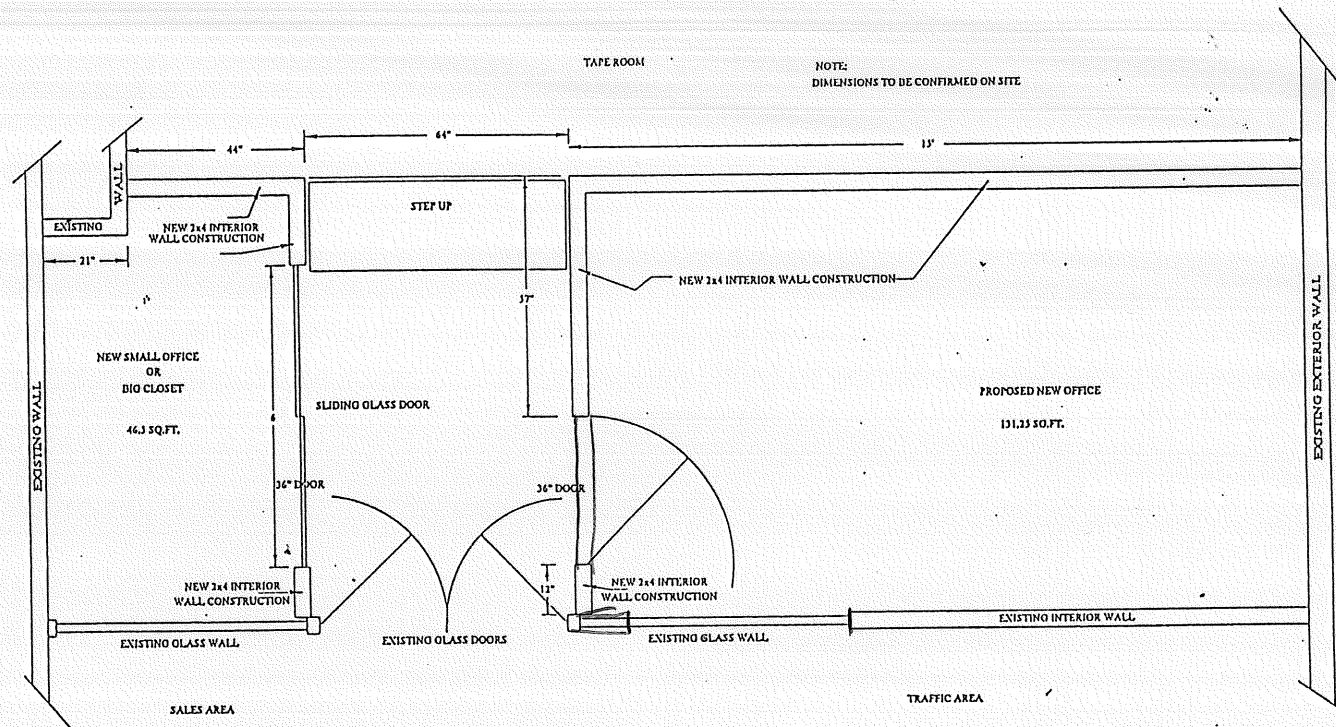 TAPE ROOM
NOTE:
DIMENSIONS TO BE CONFIRMED ON SITE
44"
64"
15'
WALL
EXISTING
STEP UP
NEW 2x4 INTERIOR
WALL CONSTRUCTION
21"
NEW 2x4 INTERIOR WALL CONSTRUCTION
57"
NEW SMALL OFFICE
OR
BIG CLOSET
46.3 SQ.FT.
EXISTING WALL
6
SLIDING GLASS DOOR
PROPOSED NEW OFFICE
131.25 SQ.FT.
EXISTING EXTERIOR WALL
36" DOOR
36" DOOR
NEW 2x4 INTERIOR
WALL CONSTRUCTION
12"
NEW 2x4 INTERIOR
WALL CONSTRUCTION
EXISTING GLASS WALL
EXISTING GLASS DOORS
EXISTING GLASS WALL
EXISTING INTERIOR WALL
SALES AREA
TRAFFIC AREA